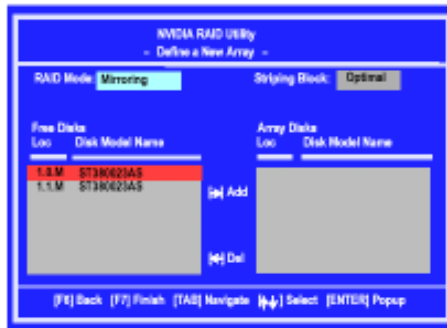 NVIDIA RAID Utility
- Define a New Array -
RAID Mode: Mirroring Striping Block: Optimal
Free Disks Array Disks
Loc Disk Model Name Loc Disk Model Name
1.0.M ST380023AS
1.1.M ST380023AS
[→] Add
[←] Del
[F6] Back [F7] Finish [TAB] Navigate [↑↓] Select [ENTER] Popup